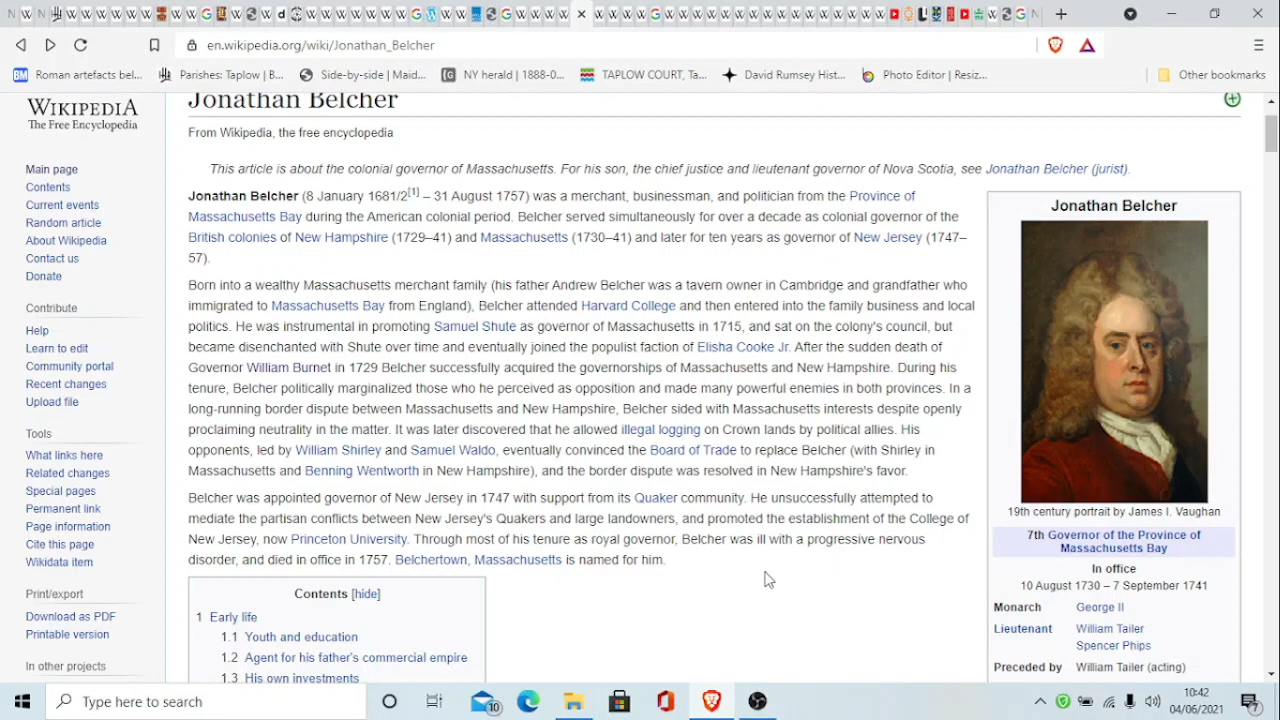 en.wikipedia.org/wiki/Jonathan_Belcher
BM Roman artefacts bel... Parishes: Taplow | B... Side-by-side | Maid... NY herald | 1888-0... TAPLOW COURT, Ta... David Rumsey Hist... Photo Editor | Resiz... Other bookmarks
WIKIPEDIA
The Free Encyclopedia
Main page
Contents
Current events
Random article
About Wikipedia
Contact us
Donate
Contribute
Help
Learn to edit
Community portal
Recent changes
Upload file
Tools
What links here
Related changes
Special pages
Permanent link
Page information
Cite this page
Wikidata item
Print/export
Download as PDF
Printable version
In other projects
Jonathan Belcher
From Wikipedia, the free encyclopedia
This article is about the colonial governor of Massachusetts. For his son, the chief justice and lieutenant governor of Nova Scotia, see Jonathan Belcher (jurist).
Jonathan Belcher (8 January 1681/2[1] – 31 August 1757) was a merchant, businessman, and politician from the Province of
Massachusetts Bay during the American colonial period. Belcher served simultaneously for over a decade as colonial governor of the
British colonies of New Hampshire (1729–41) and Massachusetts (1730–41) and later for ten years as governor of New Jersey (1747–
57).
Born into a wealthy Massachusetts merchant family (his father Andrew Belcher was a tavern owner in Cambridge and grandfather who
immigrated to Massachusetts Bay from England), Belcher attended Harvard College and then entered into the family business and local
politics. He was instrumental in promoting Samuel Shute as governor of Massachusetts in 1715, and sat on the colony's council, but
became disenchanted with Shute over time and eventually joined the populist faction of Elisha Cooke Jr. After the sudden death of
Governor William Burnet in 1729 Belcher successfully acquired the governorships of Massachusetts and New Hampshire. During his
tenure, Belcher politically marginalized those who he perceived as opposition and made many powerful enemies in both provinces. In a
long-running border dispute between Massachusetts and New Hampshire, Belcher sided with Massachusetts interests despite openly
proclaiming neutrality in the matter. It was later discovered that he allowed illegal logging on Crown lands by political allies. His
opponents, led by William Shirley and Samuel Waldo, eventually convinced the Board of Trade to replace Belcher (with Shirley in
Massachusetts and Benning Wentworth in New Hampshire), and the border dispute was resolved in New Hampshire's favor.
Belcher was appointed governor of New Jersey in 1747 with support from its Quaker community. He unsuccessfully attempted to
mediate the partisan conflicts between New Jersey's Quakers and large landowners, and promoted the establishment of the College of
New Jersey, now Princeton University. Through most of his tenure as royal governor, Belcher was ill with a progressive nervous
disorder, and died in office in 1757. Belchertown, Massachusetts is named for him.
Contents [hide]
1 Early life
1.1 Youth and education
1.2 Agent for his father's commercial empire
1.3 His own investments
Jonathan Belcher
19th century portrait by James I. Vaughan
7th Governor of the Province of
Massachusetts Bay
In office
10 August 1730 – 7 September 1741
Monarch George II
Lieutenant William Tailer
Spencer Phips
Preceded by William Tailer (acting)
Type here to search
10
10:42
04/06/2021
7